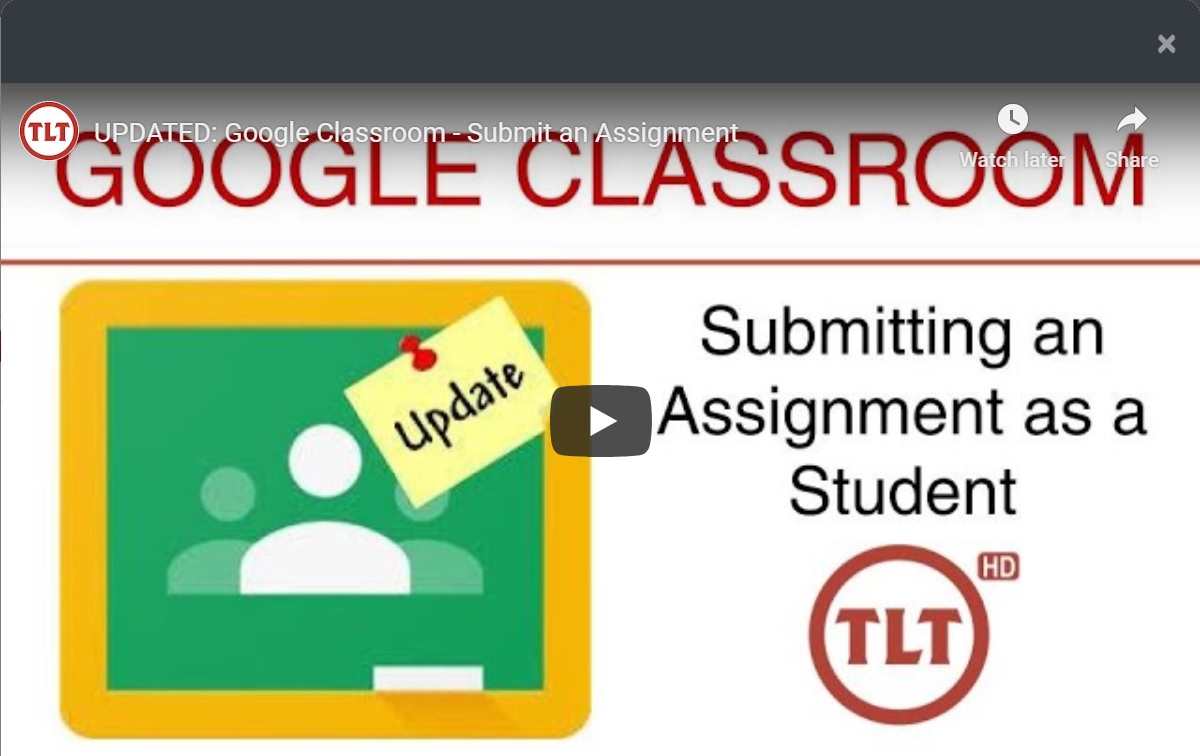 ×
TLT
UPDATED: Google Classroom - Submit an Assignment
Watch later
Share
GOOGLE CLASSROOM
Update
Submitting an
Assignment as a
Student
HD
TLT